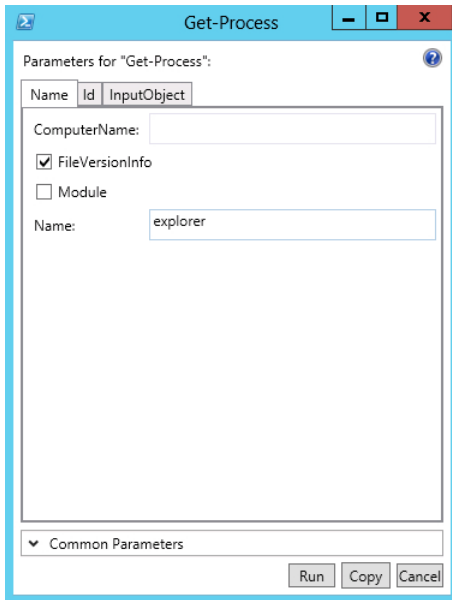 Get-Process
Parameters for "Get-Process":
Name Id InputObject
ComputerName:
FileVersionInfo
Module
Name: explorer
Common Parameters
Run Copy Cancel